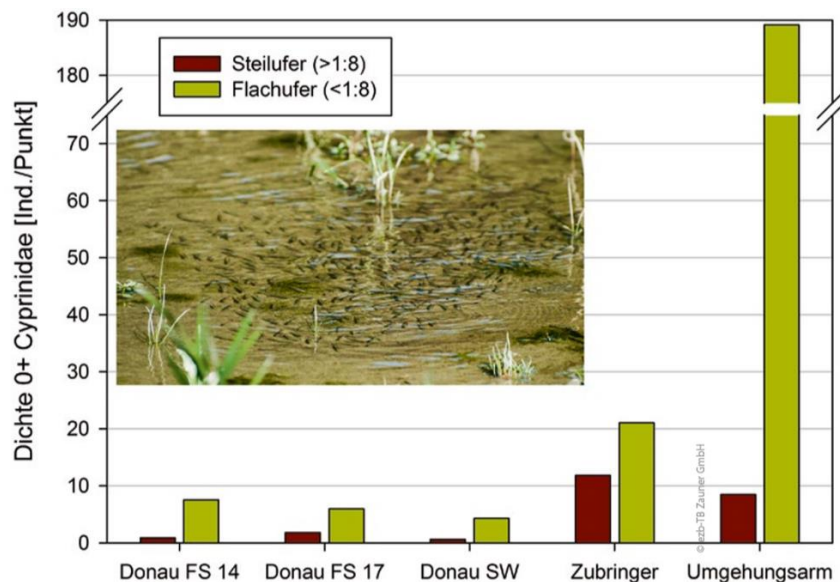 190
180
70
60
50
40
30
20
10
0
Dichte 0+ Cyprinidae [Ind./Punkt]
Steilufer (>1:8)
Flachufer (<1:8)
© ezb-TB Zauner GmbH
Donau FS 14 Donau FS 17 Donau SW Zubringer Umgehungsarm